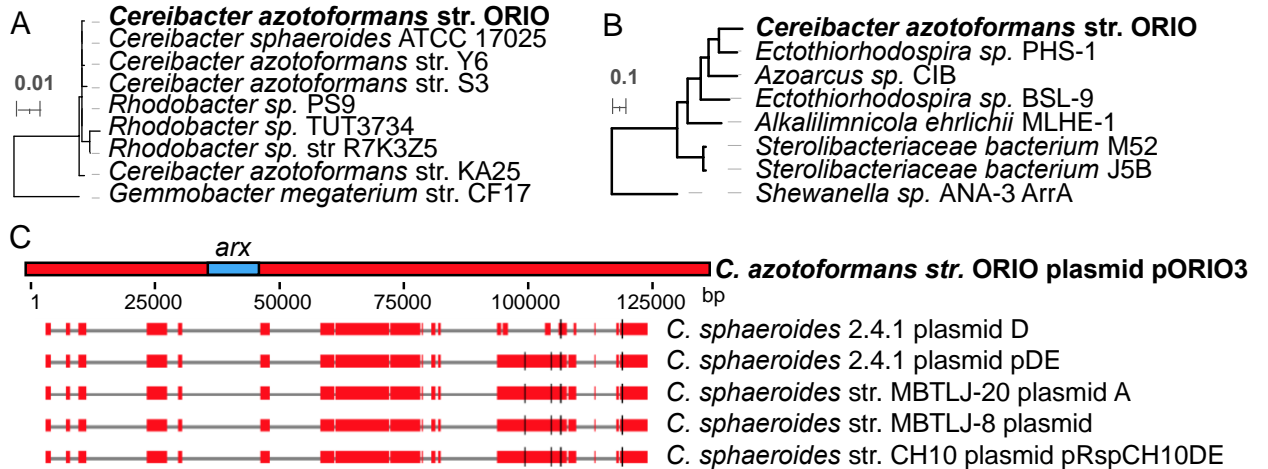 A
0.01
Cereibacter azotoformans str. ORIO
Cereibacter sphaeroides ATCC 17025
Cereibacter azotoformans str. Y6
Cereibacter azotoformans str. S3
Rhodobacter sp. PS9
Rhodobacter sp. TUT3734
Rhodobacter sp. str R7K3Z5
Cereibacter azotoformans str. KA25
Gemmobacter megaterium str. CF17
B
0.1
Cereibacter azotoformans str. ORIO
Ectothiorhodospira sp. PHS-1
Azoarcus sp. CIB
Ectothiorhodospira sp. BSL-9
Alkalilimnicola ehrlichii MLHE-1
Sterolibacteriaceae bacterium M52
Sterolibacteriaceae bacterium J5B
Shewanella sp. ANA-3 ArrA
C
arx
C. azotoformans str. ORIO plasmid pORIO3
1 25000 50000 75000 100000 125000 bp
C. sphaeroides 2.4.1 plasmid D
C. sphaeroides 2.4.1 plasmid pDE
C. sphaeroides str. MBTLJ-20 plasmid A
C. sphaeroides str. MBTLJ-8 plasmid
C. sphaeroides str. CH10 plasmid pRspCH10DE